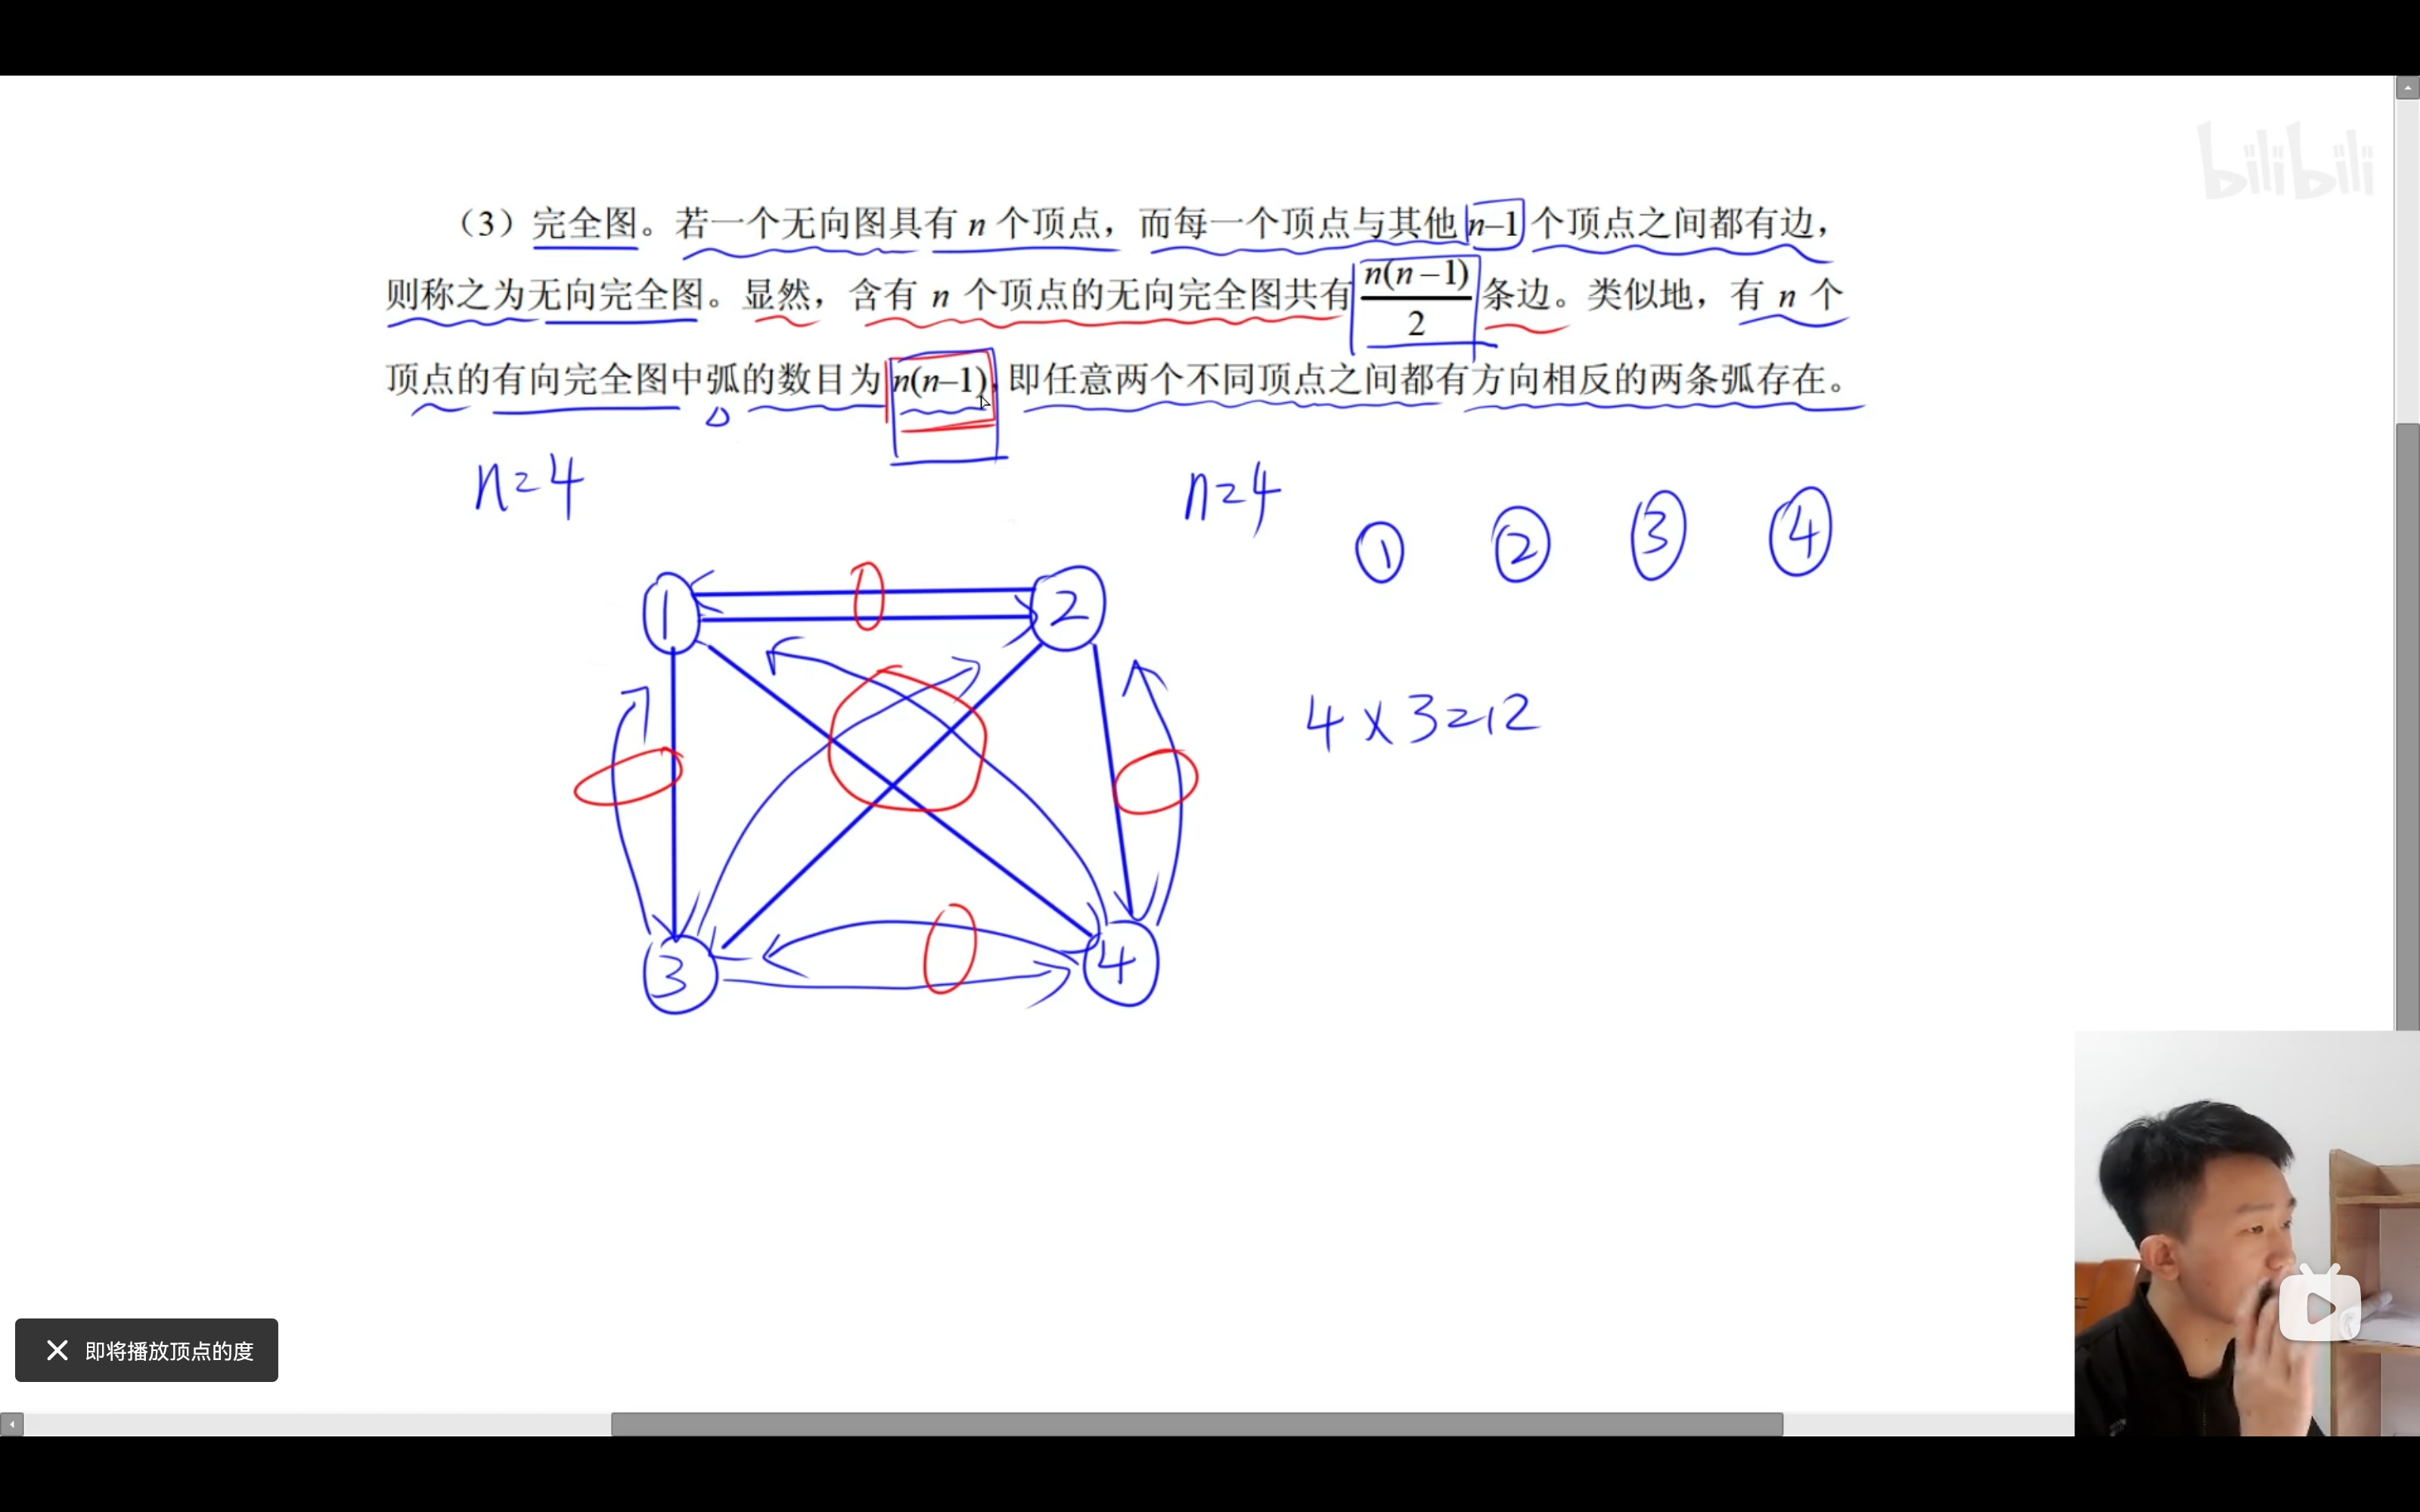 bilibili
（3）完全图。若一个无向图具有 n 个顶点，而每一个顶点与其他 n–1 个顶点之间都有边，
则称之为无向完全图。显然，含有 n 个顶点的无向完全图共有 n(n–1)/2 条边。类似地，有 n 个
顶点的有向完全图中弧的数目为 n(n–1)，即任意两个不同顶点之间都有方向相反的两条弧存在。
n=4
n=4
① ② ③ ④
1 2
4×3=12
3 4
即将播放顶点的度